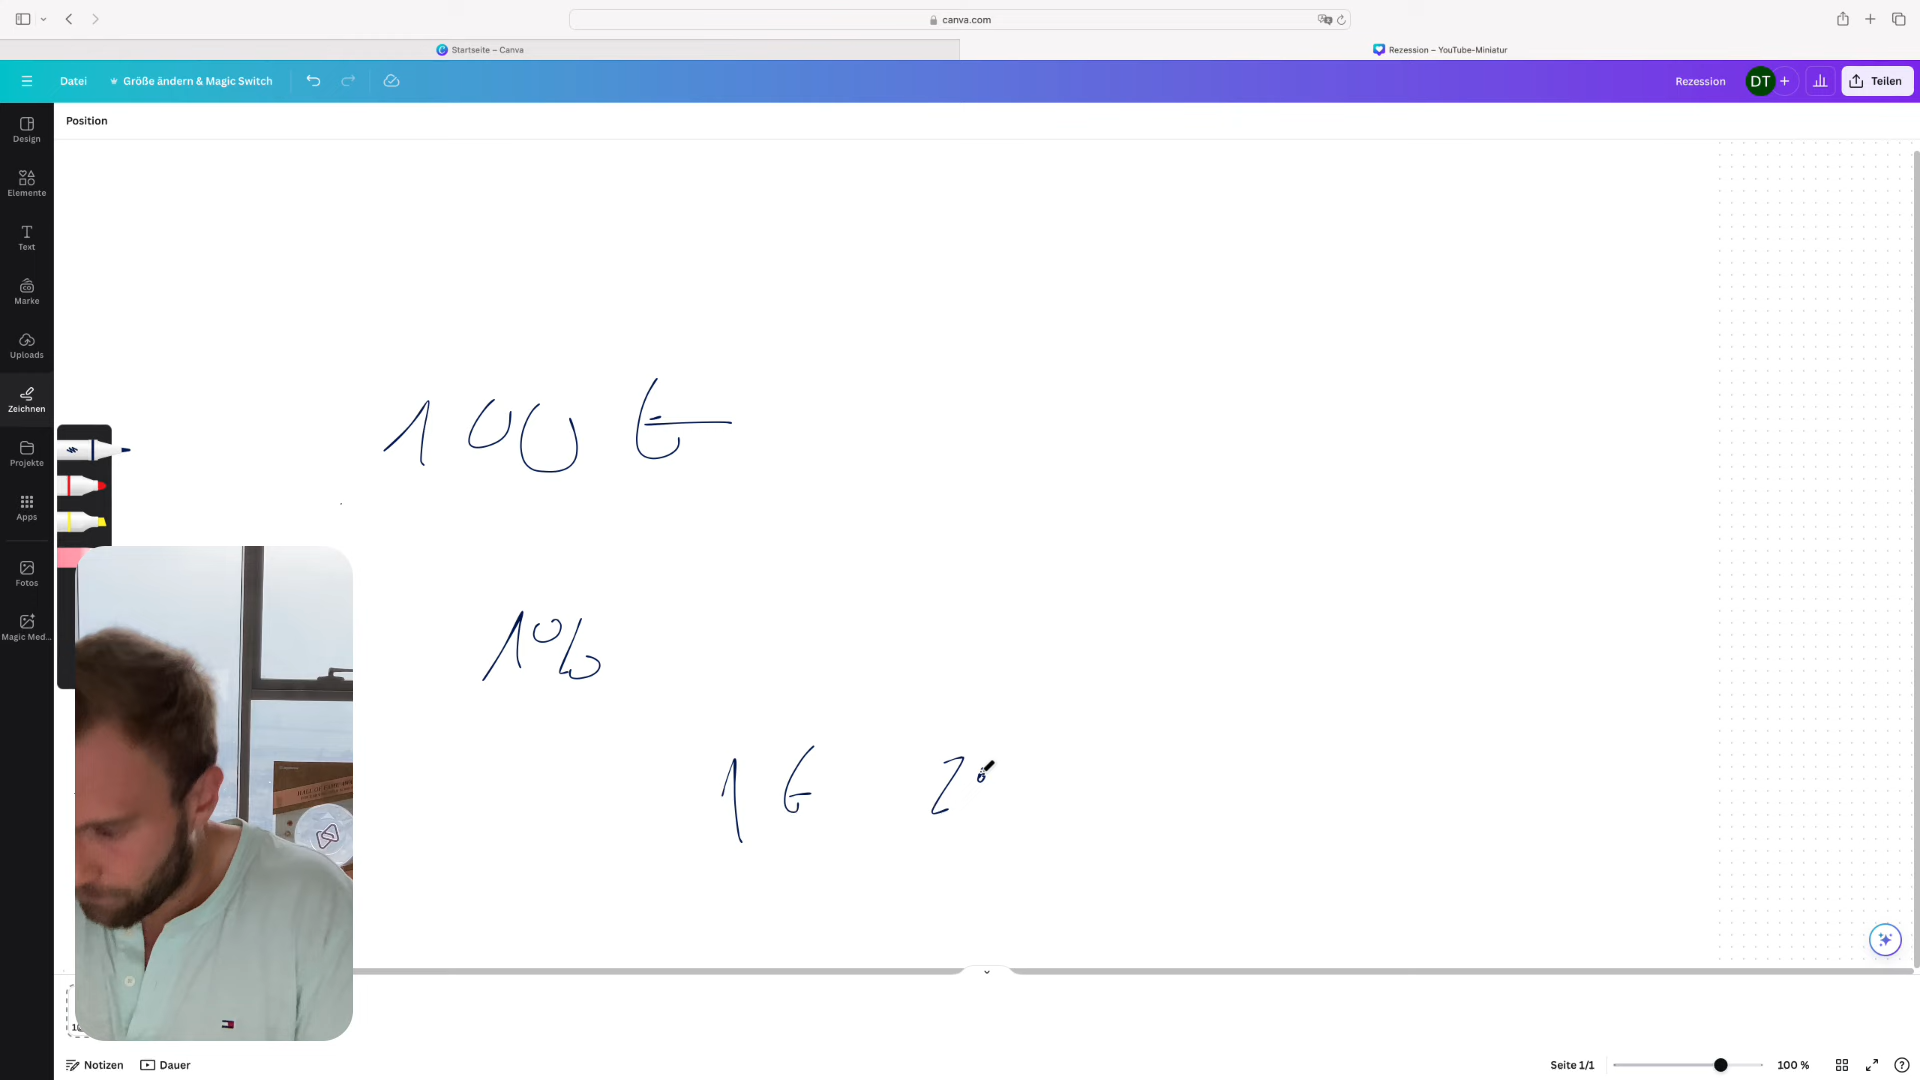 canva.com
Startseite – Canva
Rezession – YouTube-Miniatur
Datei
Größe ändern & Magic Switch
Rezession
DT
Teilen
Position
Design
Elemente
Text
Marke
Uploads
Zeichnen
Projekte
Apps
Fotos
Magic Med...
100 €
1%
1 €
Notizen
Dauer
Seite 1/1
100 %